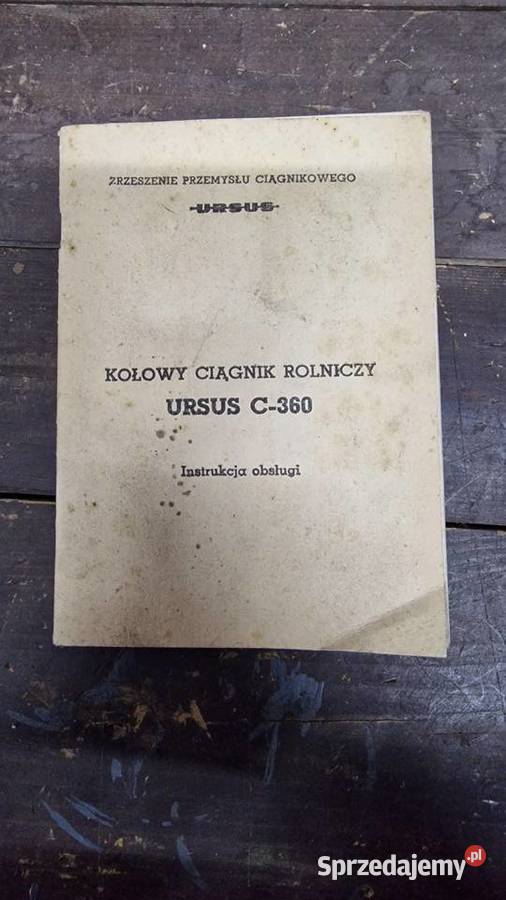 ZRZESZENIE PRZEMYSŁU CIĄGNIKOWEGO
URSUS
KOŁOWY CIĄGNIK ROLNICZY
URSUS C-360
Instrukcja obsługi
Sprzedajemy.pl